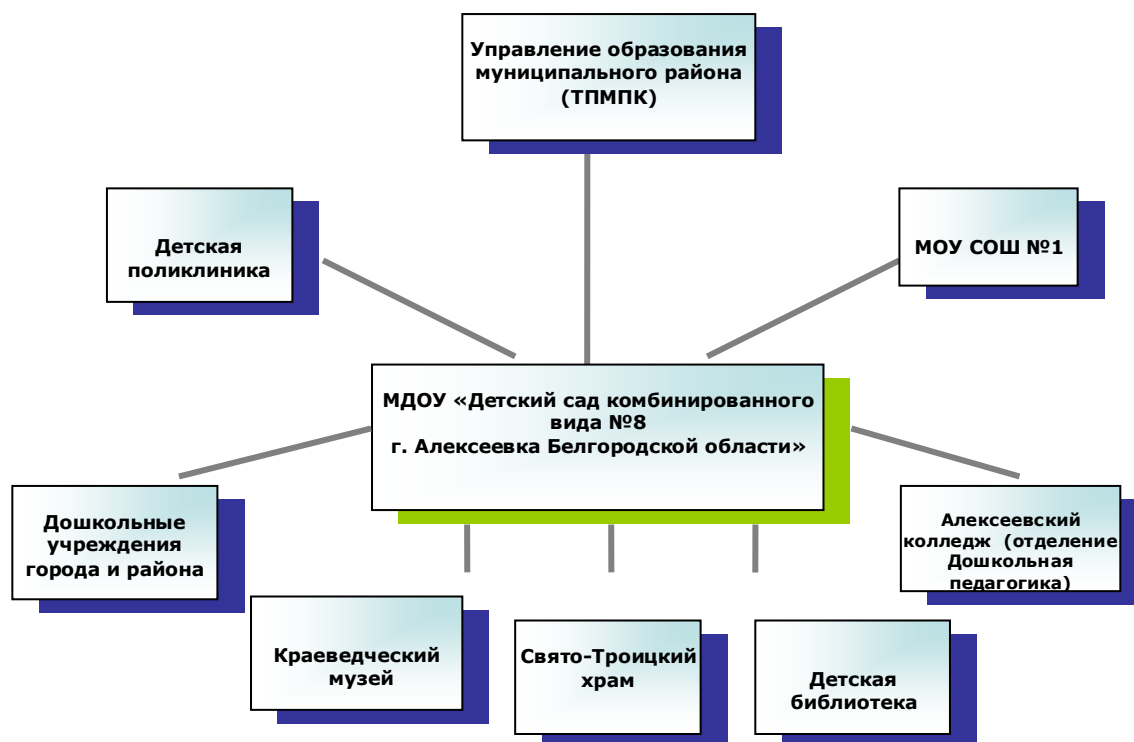 Управление образования
муниципального района
(ТПМПК)
Детская
поликлиника
МОУ СОШ №1
МДОУ «Детский сад комбинированного
вида №8
г. Алексеевка Белгородской области»
Дошкольные
учреждения
города и района
Алексеевский
колледж (отделение
Дошкольная
педагогика)
Краеведческий
музей
Свято-Троицкий
храм
Детская
библиотека